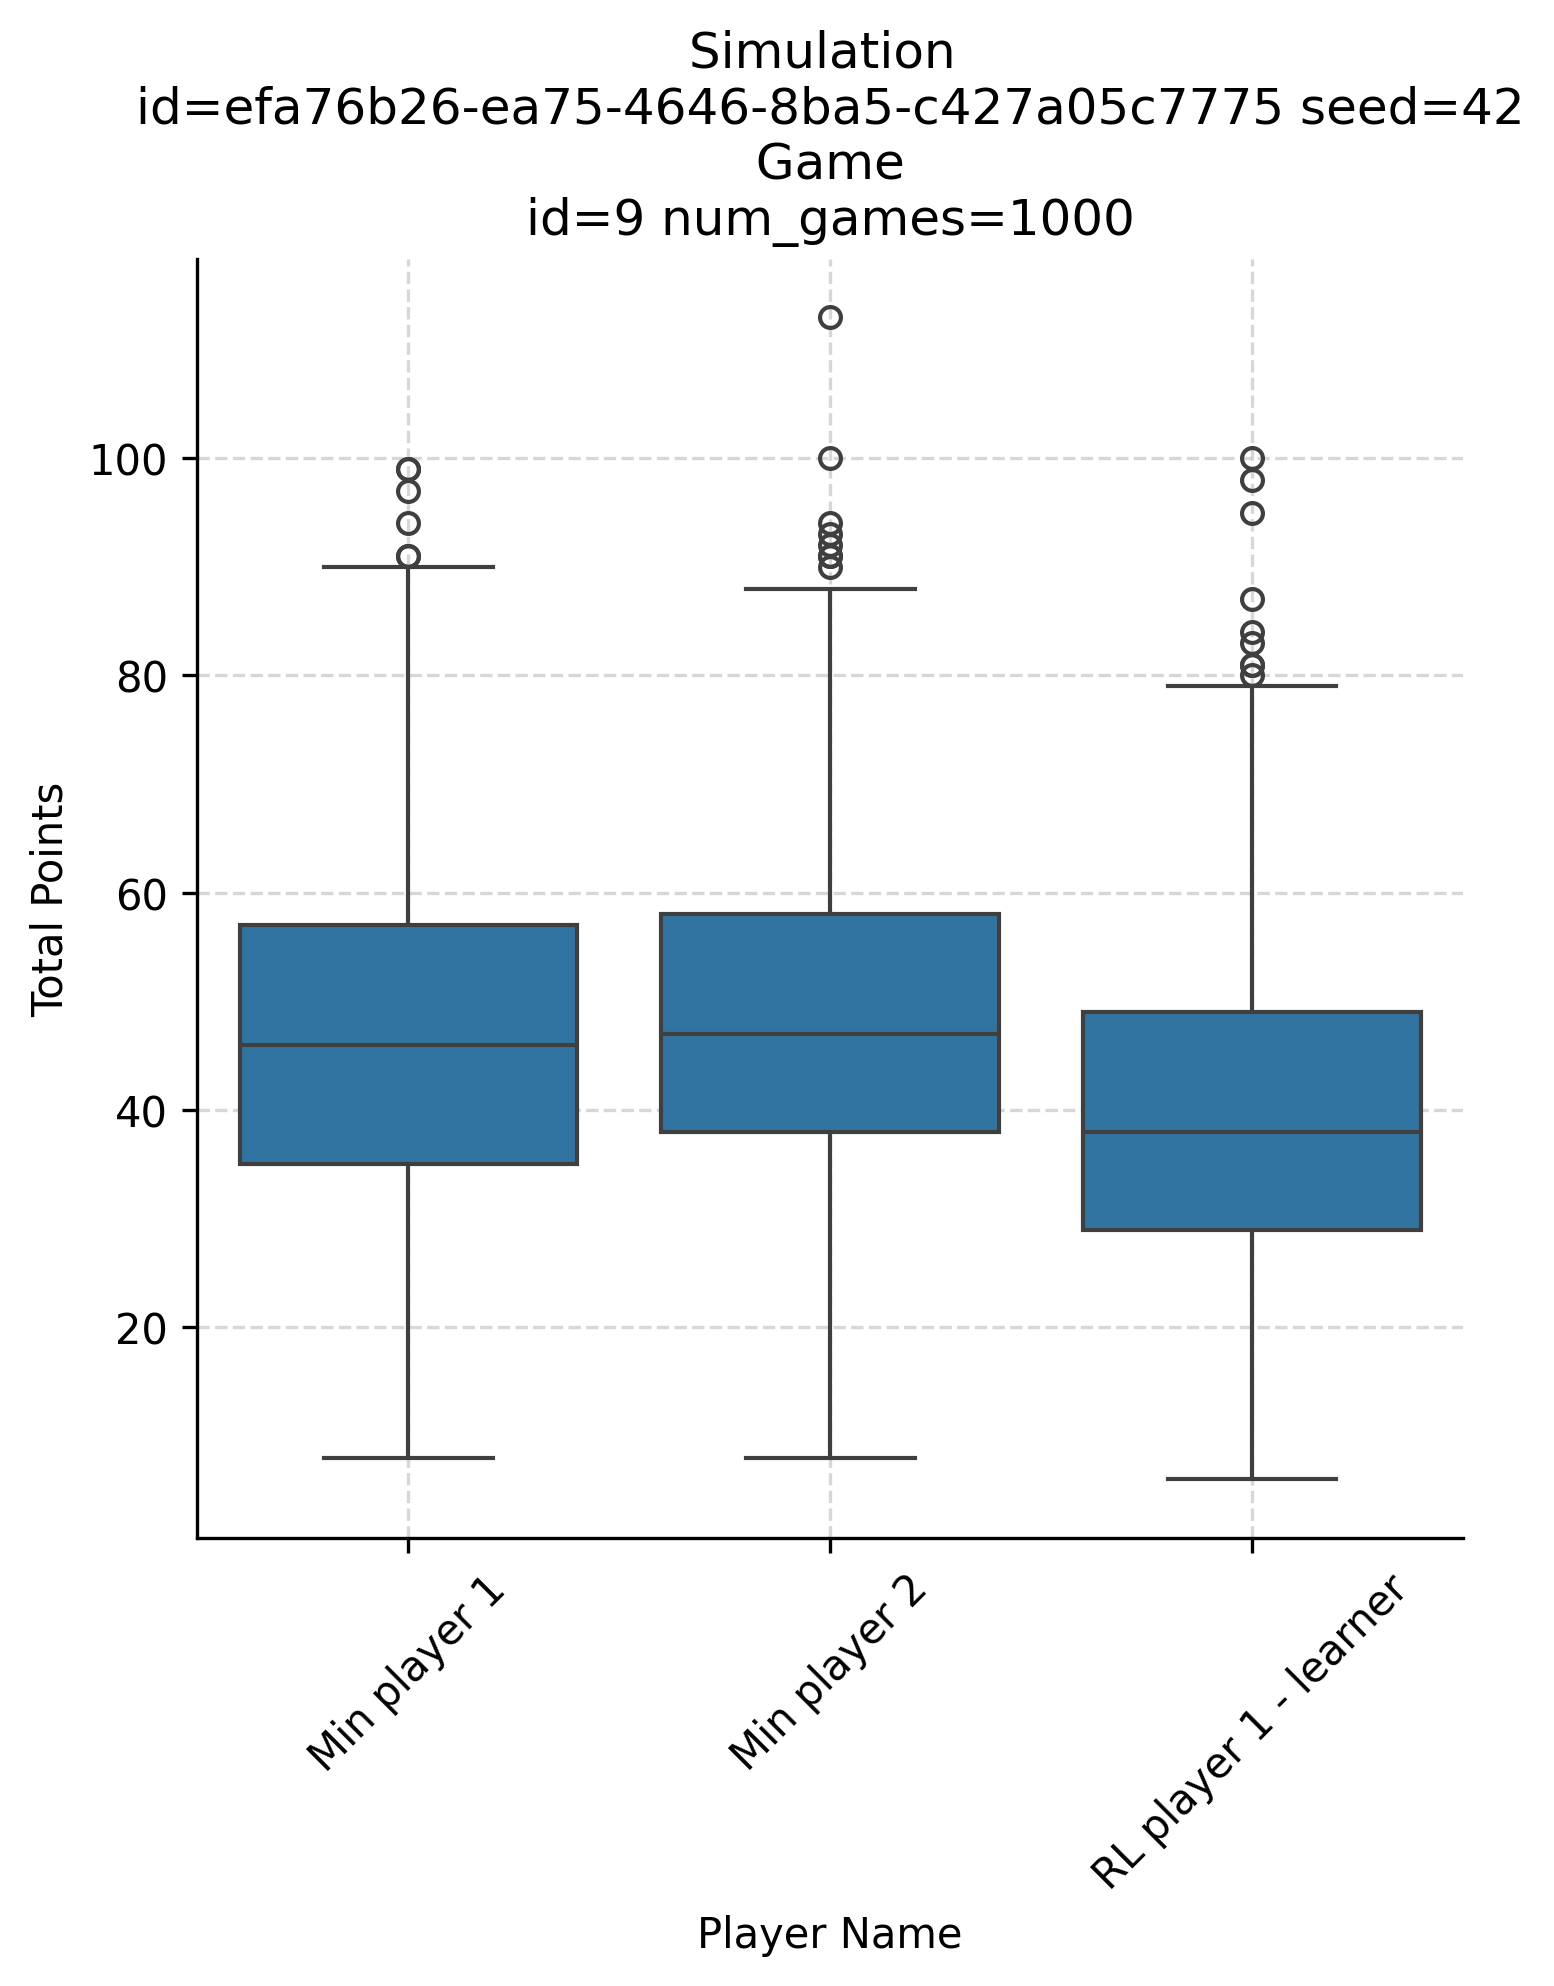 Simulation
id=efa76b26-ea75-4646-8ba5-c427a05c7775 seed=42
Game
id=9 num_games=1000
Total Points
100
80
60
40
20
Min player 1
Min player 2
RL player 1 - learner
Player Name